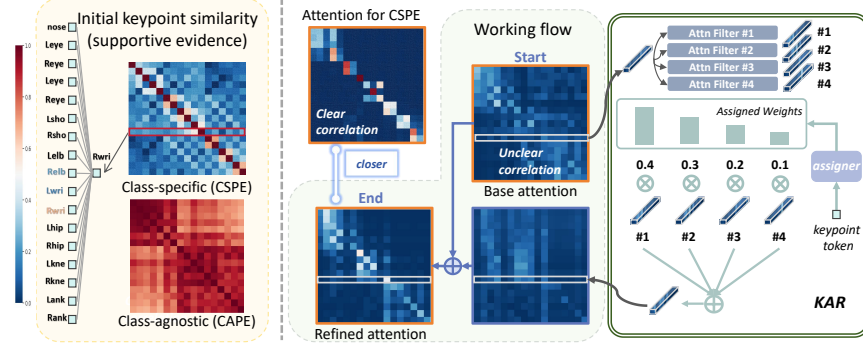 Initial keypoint similarity
(supportive evidence)
nose
Leye
Reye
Leye
Reye
Lsho
Rsho
Lelb
Relb
Lwri
Rwri
Lhip
Rhip
Lkne
Rkne
Lank
Rank
1.0
0.8
0.6
0.4
0.2
0.0
Rwri
Class-specific (CSPE)
Class-agnostic (CAPE)
Attention for CSPE
Clear
correlation
closer
End
Refined attention
Working flow
Start
Unclear
correlation
Base attention
Attn Filter #1
Attn Filter #2
Attn Filter #3
Attn Filter #4
#1
#2
#3
#4
Assigned Weights
0.4 0.3 0.2 0.1
assigner
#1 #2 #3 #4
keypoint
token
KAR